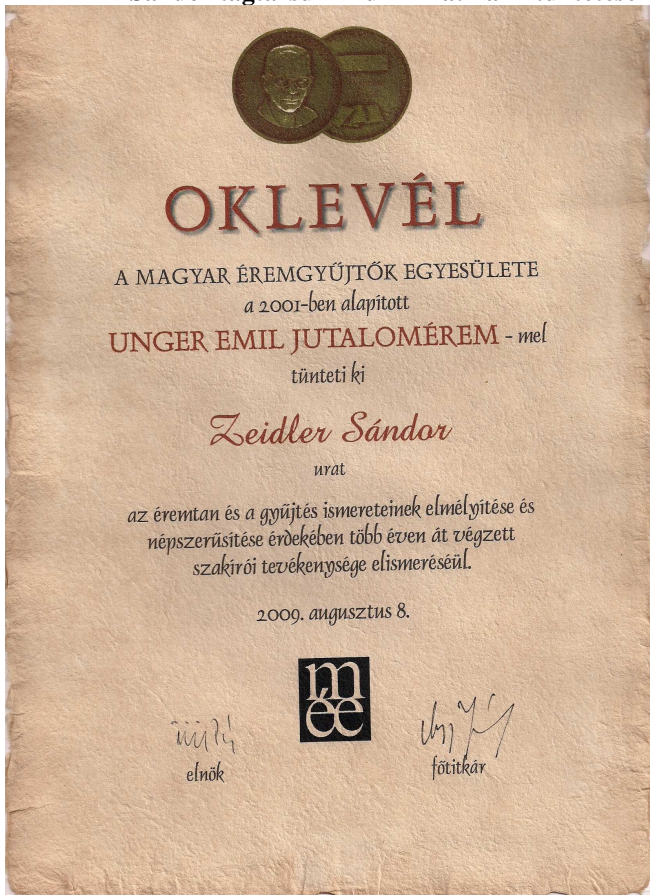 OKLEVÉL
A MAGYAR ÉREMGYŰJTŐK EGYESÜLETE
a 2001-ben alapított
UNGER EMIL JUTALOMÉREM - mel
tünteti ki
Zeidler Sándor
urat
az éremtan és a gyűjtés ismereteinek elmélyítése és
népszerűsítése érdekében több éven át végzett
szakírói tevékenysége elismeréséül.
2009. augusztus 8.
mée
elnök
főtitkár